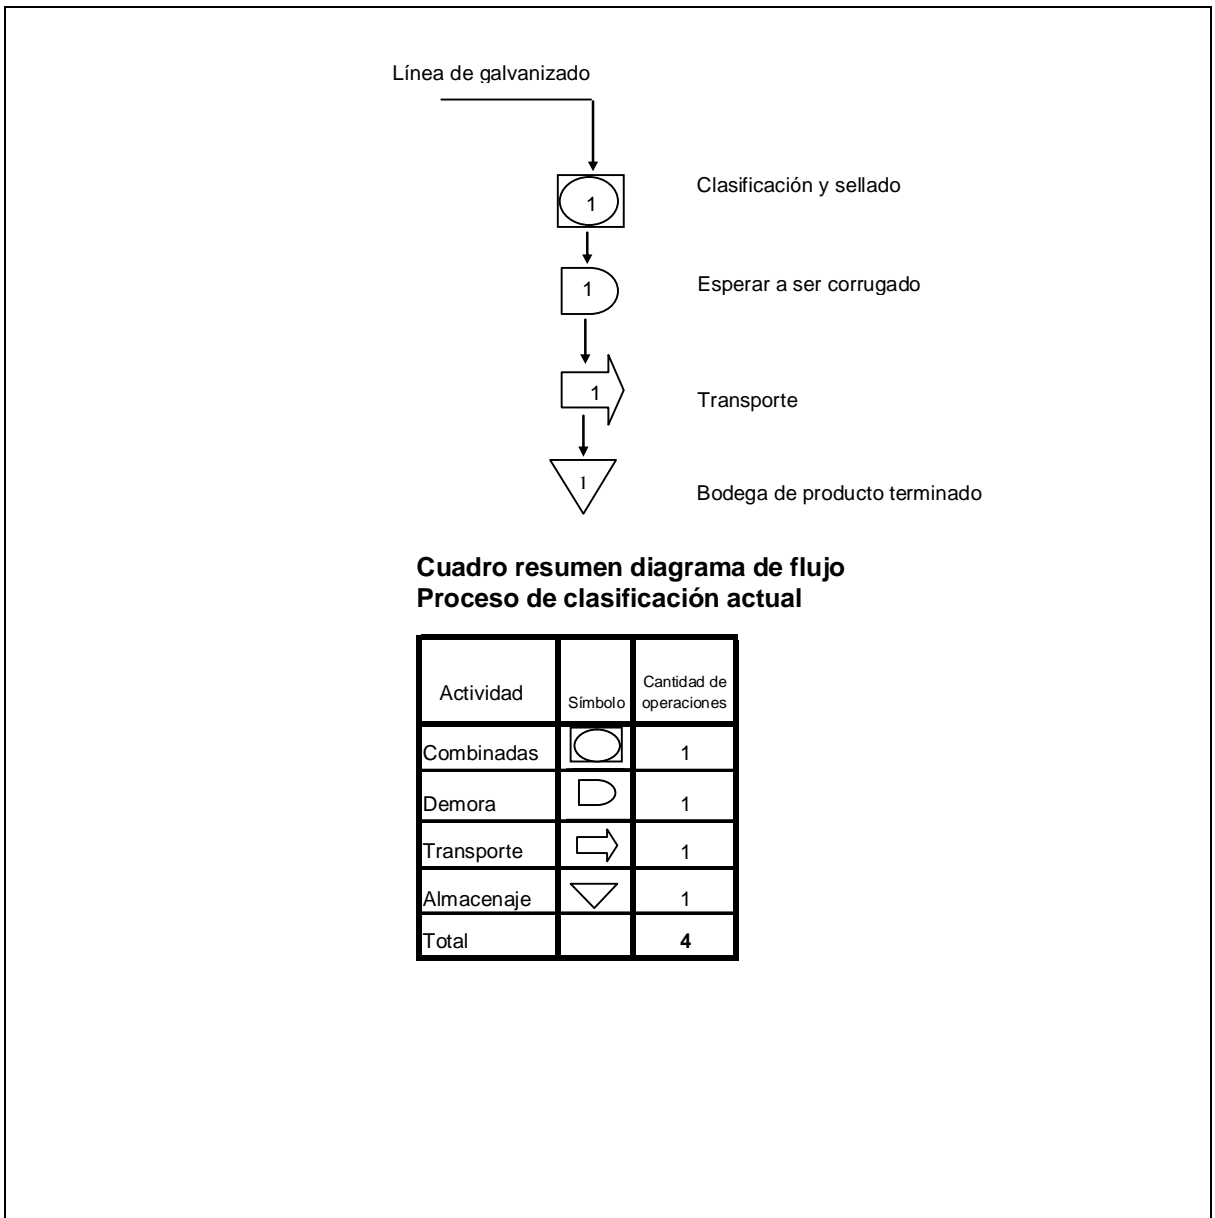 Línea de galvanizado
1
Clasificación y sellado
1
Esperar a ser corrugado
1
Transporte
1
Bodega de producto terminado
Cuadro resumen diagrama de flujo
Proceso de clasificación actual
Actividad Símbolo Cantidad de
operaciones
Combinadas 1
Demora 1
Transporte 1
Almacenaje 1
Total 4